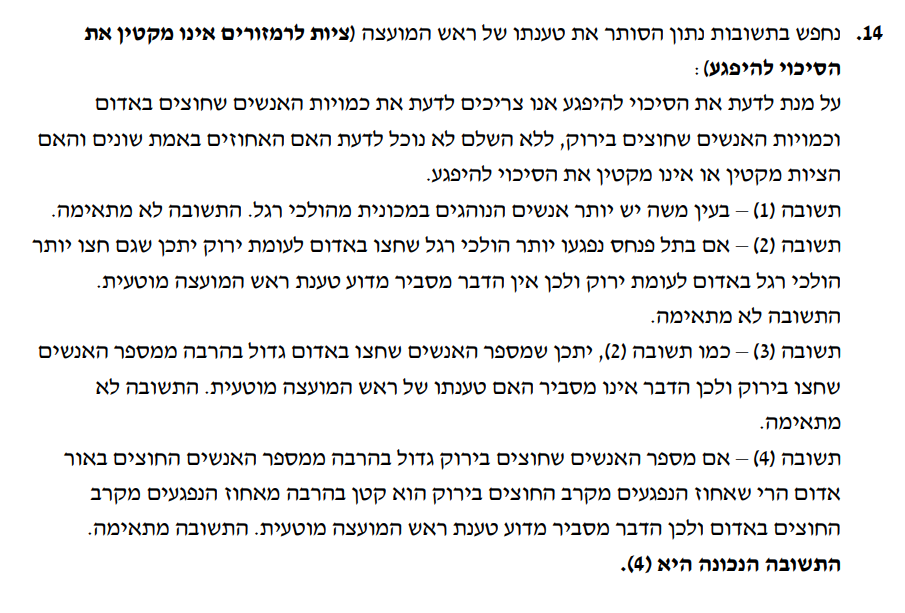 14. נחפש בתשובות נתון הסותר את טענתו של ראש המועצה (ציות לרמזורים אינו מקטין את
הסיכוי להיפגע):
על מנת לדעת את הסיכוי להיפגע אנו צריכים לדעת את כמויות האנשים שחוצים באדום
וכמויות האנשים שחוצים בירוק, ללא השלם לא נוכל לדעת האם האחוזים באמת שונים והאם
הציות מקטין או אינו מקטין את הסיכוי להיפגע.
תשובה (1) – בעין משה יש יותר אנשים הנוהגים במכונית מהולכי רגל. התשובה לא מתאימה.
תשובה (2) – אם בתל פנחס נפגעו יותר הולכי רגל שחצו באדום לעומת ירוק יתכן שגם חצו יותר
הולכי רגל באדום לעומת ירוק ולכן אין הדבר מסביר מדוע טענת ראש המועצה מוטעית.
התשובה לא מתאימה.
תשובה (3) – כמו תשובה (2), יתכן שמספר האנשים שחצו באדום גדול בהרבה ממספר האנשים
שחצו בירוק ולכן הדבר אינו מסביר האם טענתו של ראש המועצה מוטעית. התשובה לא
מתאימה.
תשובה (4) – אם מספר האנשים שחוצים בירוק גדול בהרבה ממספר האנשים החוצים באור
אדום הרי שאחוז הנפגעים מקרב החוצים בירוק הוא קטן בהרבה מאחוז הנפגעים מקרב
החוצים באדום ולכן הדבר מסביר מדוע טענת ראש המועצה מוטעית. התשובה מתאימה.
התשובה הנכונה היא (4).